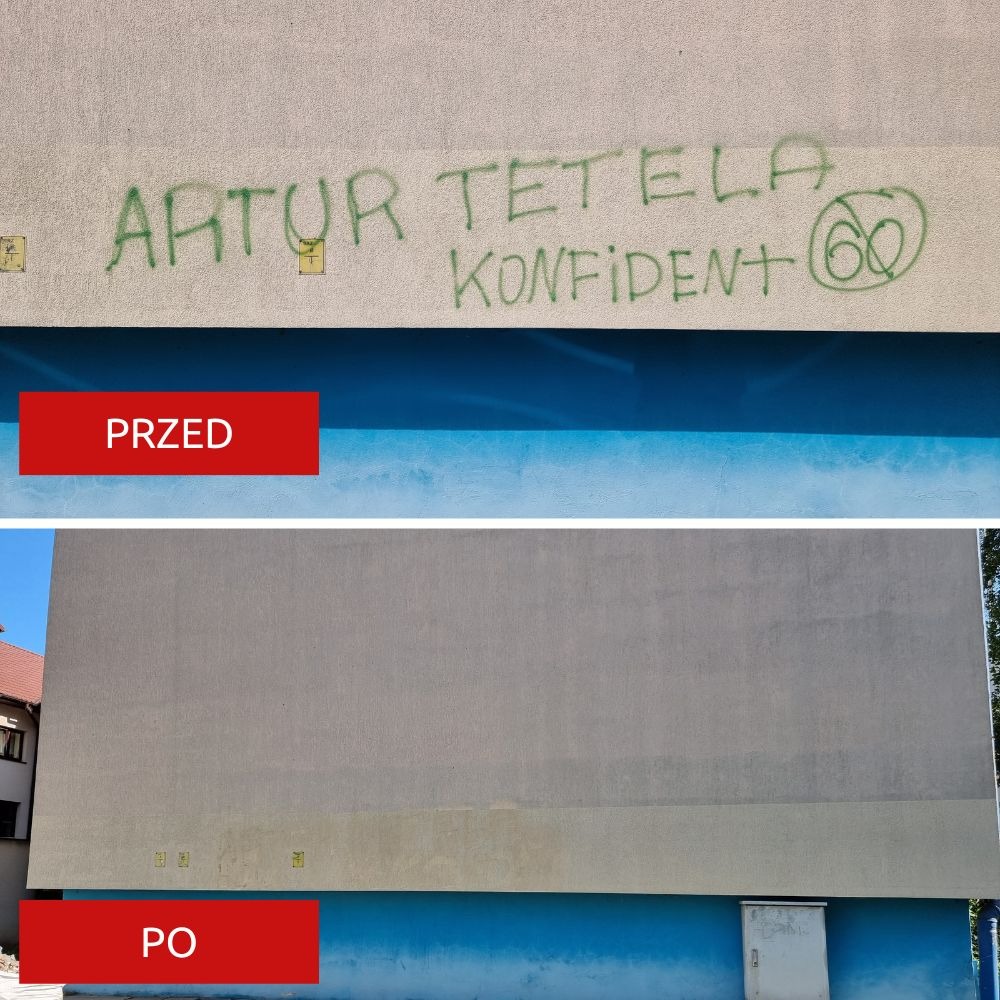 ARTUR TETELA
KONFIDENT 60
PRZED
PO